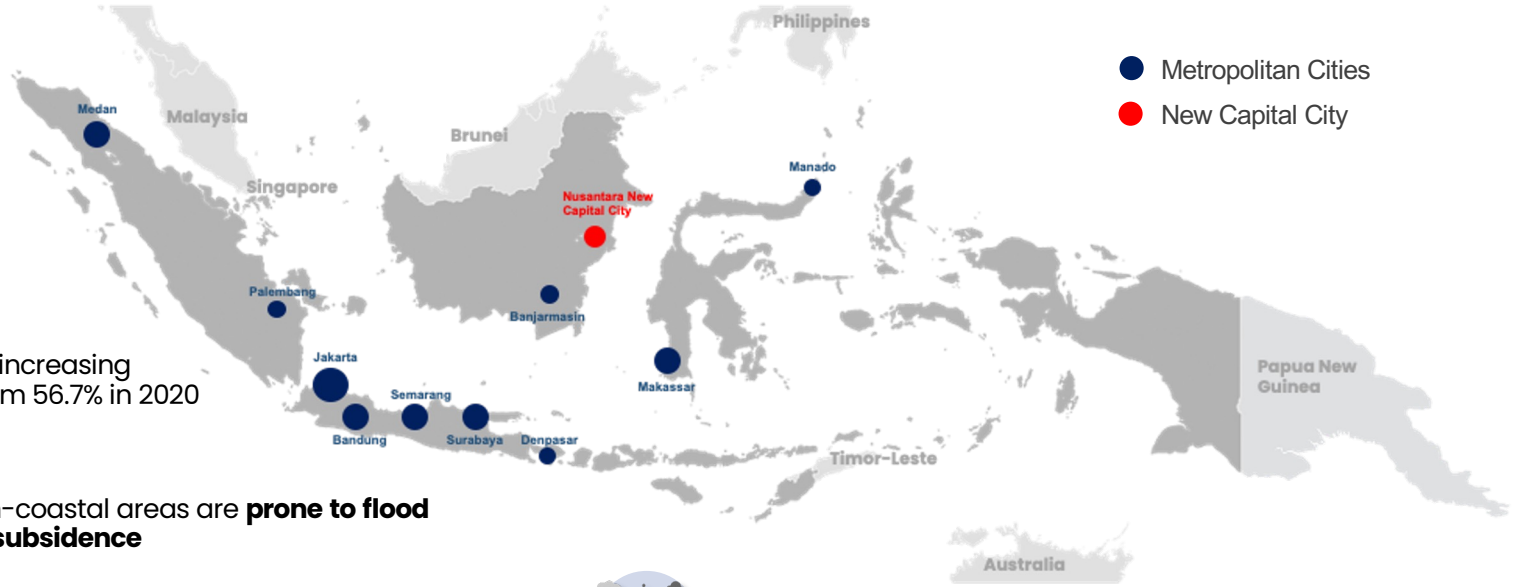 Philippines
Metropolitan Cities
New Capital City
Medan
Malaysia
Brunei
Manado
Singapore
Nusantara New
Capital City
Palembang
Banjarmasin
Jakarta
increasing
56.7% in 2020
Papua New
Guinea
Makassar
Semarang
Bandung
Surabaya
Denpasar
Timor-Leste
-coastal areas are prone to flood
subsidence
Australia